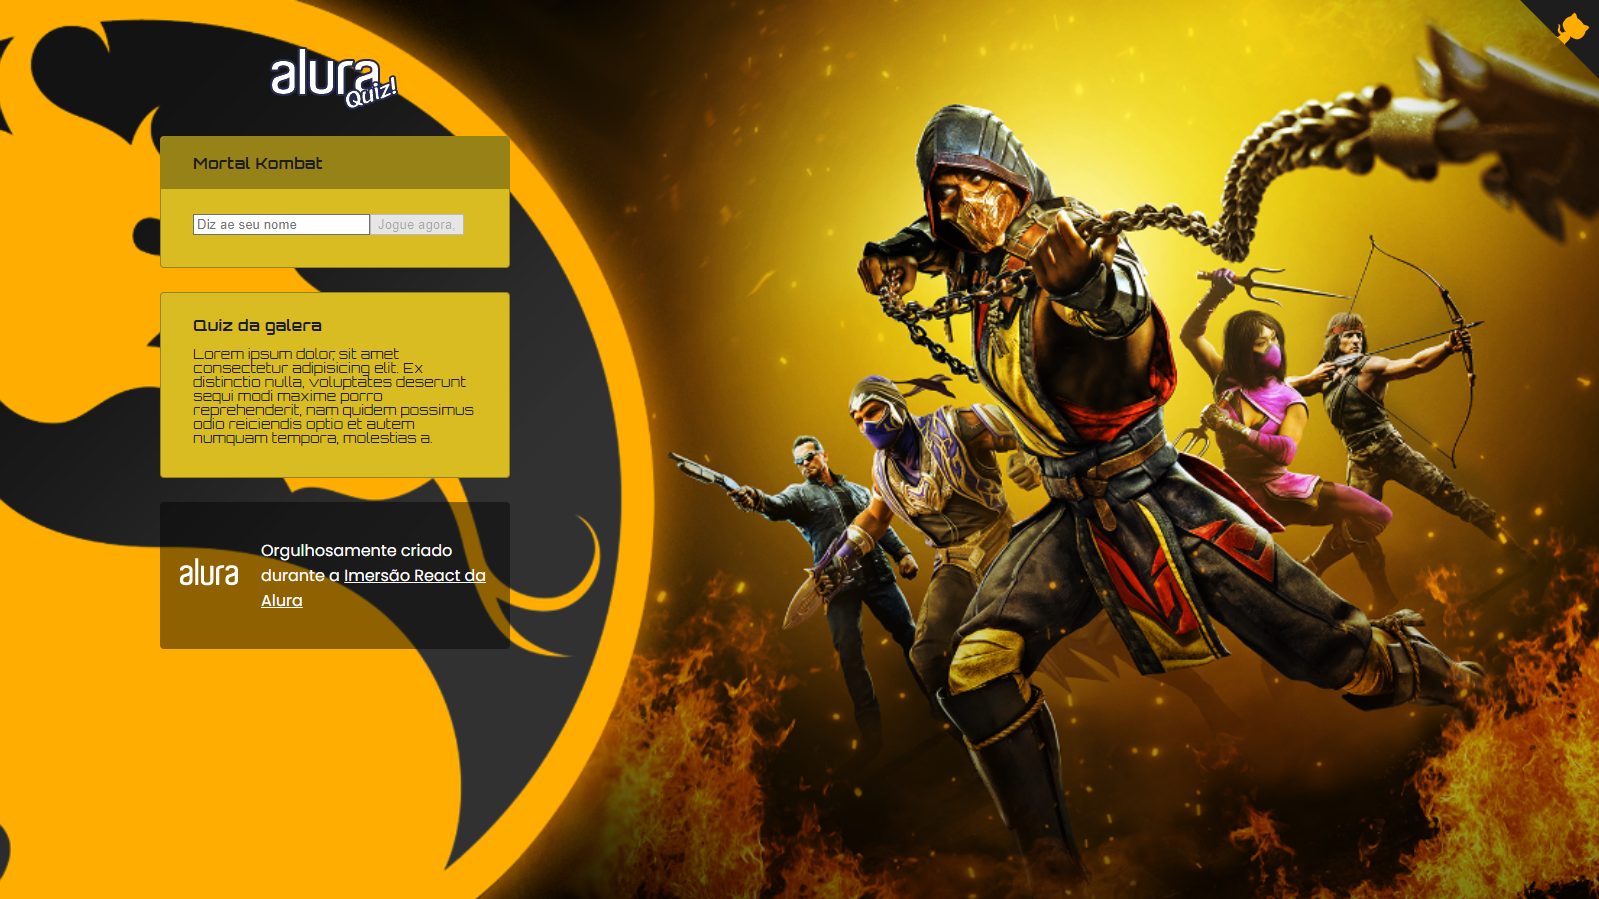 alura
Quiz!
Mortal Kombat
Diz ae seu nome
Jogue agora,
Quiz da galera
Lorem ipsum dolor, sit amet
consectetur adipisicing elit. Ex
distinctio nulla, voluptates deserunt
sequi modi maxime porro
reprehenderit, nam quidem possimus
odio reiciendis optio et autem
numquam tempora, molestias a.
alura
Orgulhosamente criado
durante a Imersão React da
Alura